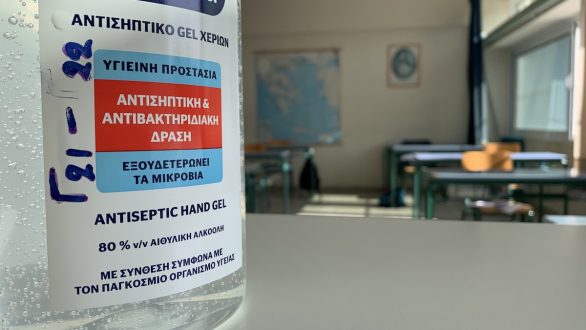 ΑΝΤΙΣΗΠΤΙΚΟ GEL ΧΕΡΙΩΝ
ΥΓΙΕΙΝΗ ΠΡΟΣΤΑΣΙΑ
ΑΝΤΙΣΗΠΤΙΚΗ &
ΑΝΤΙΒΑΚΤΗΡΙΔΙΑΚΗ
ΔΡΑΣΗ
ΕΞΟΥΔΕΤΕΡΩΝΕΙ
ΤΑ ΜΙΚΡΟΒΙΑ
ANTISEPTIC HAND GEL
80 % v/v ΑΙΘΥΛΙΚΗ ΑΛΚΟΟΛΗ
ΜΕ ΣΥΝΘΕΣΗ ΣΥΜΦΩΝΑ ΜΕ
ΤΟΝ ΠΑΓΚΟΣΜΙΟ ΟΡΓΑΝΙΣΜΟ ΥΓΕΙΑΣ
Γ21-22